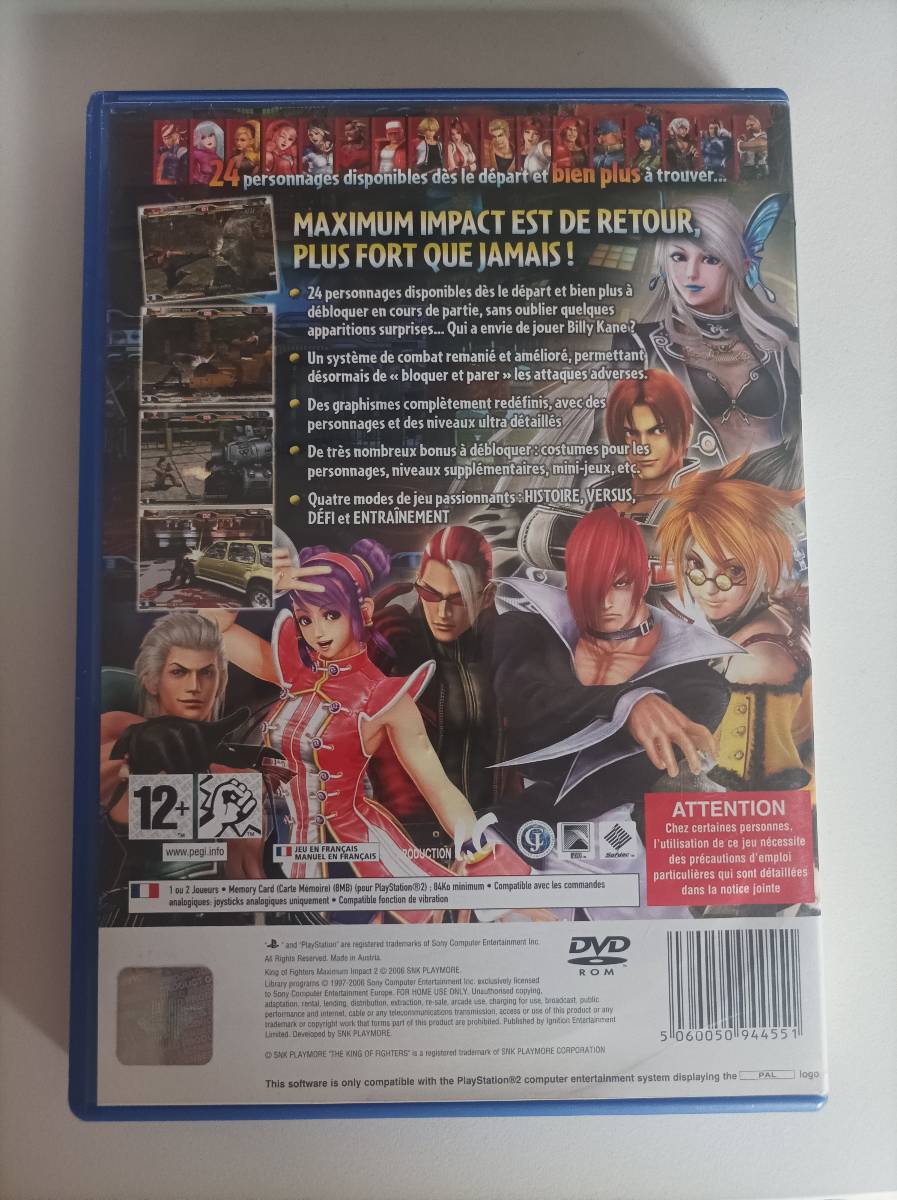 24 personnages disponibles dès le départ et bien plus à trouver...
MAXIMUM IMPACT EST DE RETOUR,
PLUS FORT QUE JAMAIS !
24 personnages disponibles dès le départ et bien plus à
débloquer en cours de partie, sans oublier quelques
apparitions surprises... Qui a envie de jouer Billy Kane ?
Un système de combat remanié et amélioré, permettant
désormais de « bloquer et parer » les attaques adverses.
Des graphismes complètement redéfinis, avec des
personnages et des niveaux ultra détaillés
De très nombreux bonus à débloquer : costumes pour les
personnages, niveaux supplémentaires, mini-jeux, etc.
Quatre modes de jeu passionnants : HISTOIRE, VERSUS,
DÉFI et ENTRAÎNEMENT
12+
www.pegi.info
JEU EN FRANÇAIS
MANUEL EN FRANÇAIS
ATTENTION
Chez certaines personnes,
l'utilisation de ce jeu nécessite
des précautions d'emploi
particulières qui sont détaillées
dans la notice jointe
1 ou 2 Joueurs • Memory Card (Carte Mémoire) (8MB) (pour PlayStation®2) : 84Ko minimum • Compatible avec les commandes
analogiques: joysticks analogiques uniquement • Compatible fonction de vibration
" " and "PlayStation" are registered trademarks of Sony Computer Entertainment Inc.
All Rights Reserved. Made in Austria.
King of Fighters Maximum Impact 2 © 2006 SNK PLAYMORE.
Library programs © 1997-2006 Sony Computer Entertainment Inc. exclusively licensed
to Sony Computer Entertainment Europe. FOR HOME USE ONLY. Unauthorised copying,
adaptation, rental, lending, distribution, extraction, re-sale, arcade use, charging for use, broadcast, public
performance and internet, cable or any telecommunications transmission, access or use of this product or any
trademark or copyright work that forms part of this product are prohibited. Published by Ignition Entertainment
Limited. Developed by SNK PLAYMORE.
© SNK PLAYMORE "THE KING OF FIGHTERS" is a registered trademark of SNK PLAYMORE CORPORATION
DVD
ROM
5 060050 944551
This software is only compatible with the PlayStation®2 computer entertainment system displaying the PAL logo